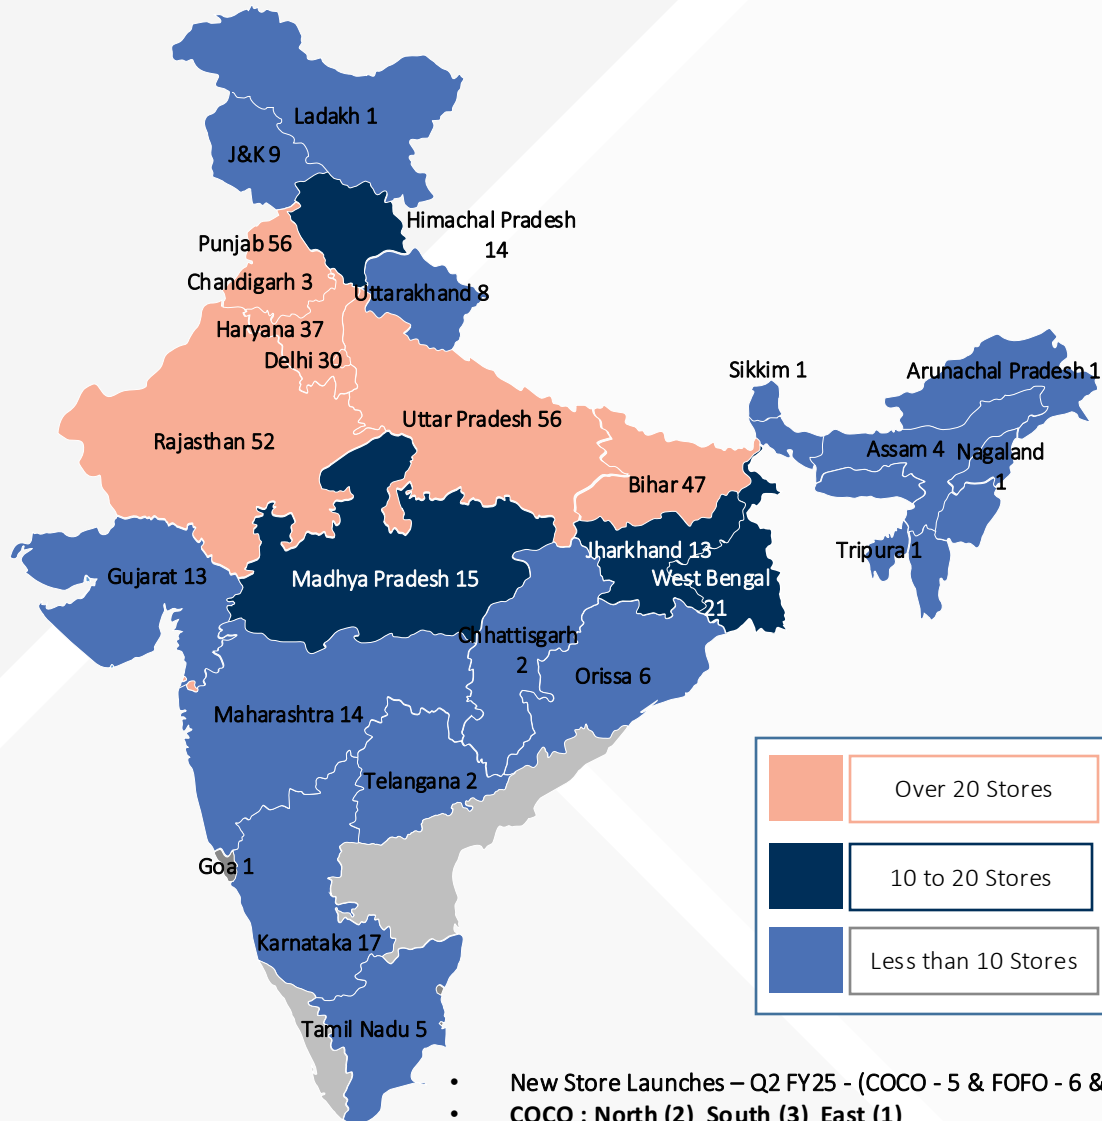 Ladakh 1
J&K 9
Himachal Pradesh
14
Punjab 56
Chandigarh 3
Uttarakhand 8
Haryana 37
Delhi 30
Sikkim 1
Arunachal Pradesh 1
Uttar Pradesh 56
Rajasthan 52
Assam 4
Nagaland
1
Bihar 47
Tripura 1
Jharkhand 13
Gujarat 13
Madhya Pradesh 15
West Bengal
21
Chhattisgarh
2
Orissa 6
Maharashtra 14
Telangana 2
Over 20 Stores
Goa 1
10 to 20 Stores
Karnataka 17
Less than 10 Stores
Tamil Nadu 5
• New Store Launches – Q2 FY25 - (COCO - 5 & FOFO - 6 &
• COCO : North (2) South (3) East (1)